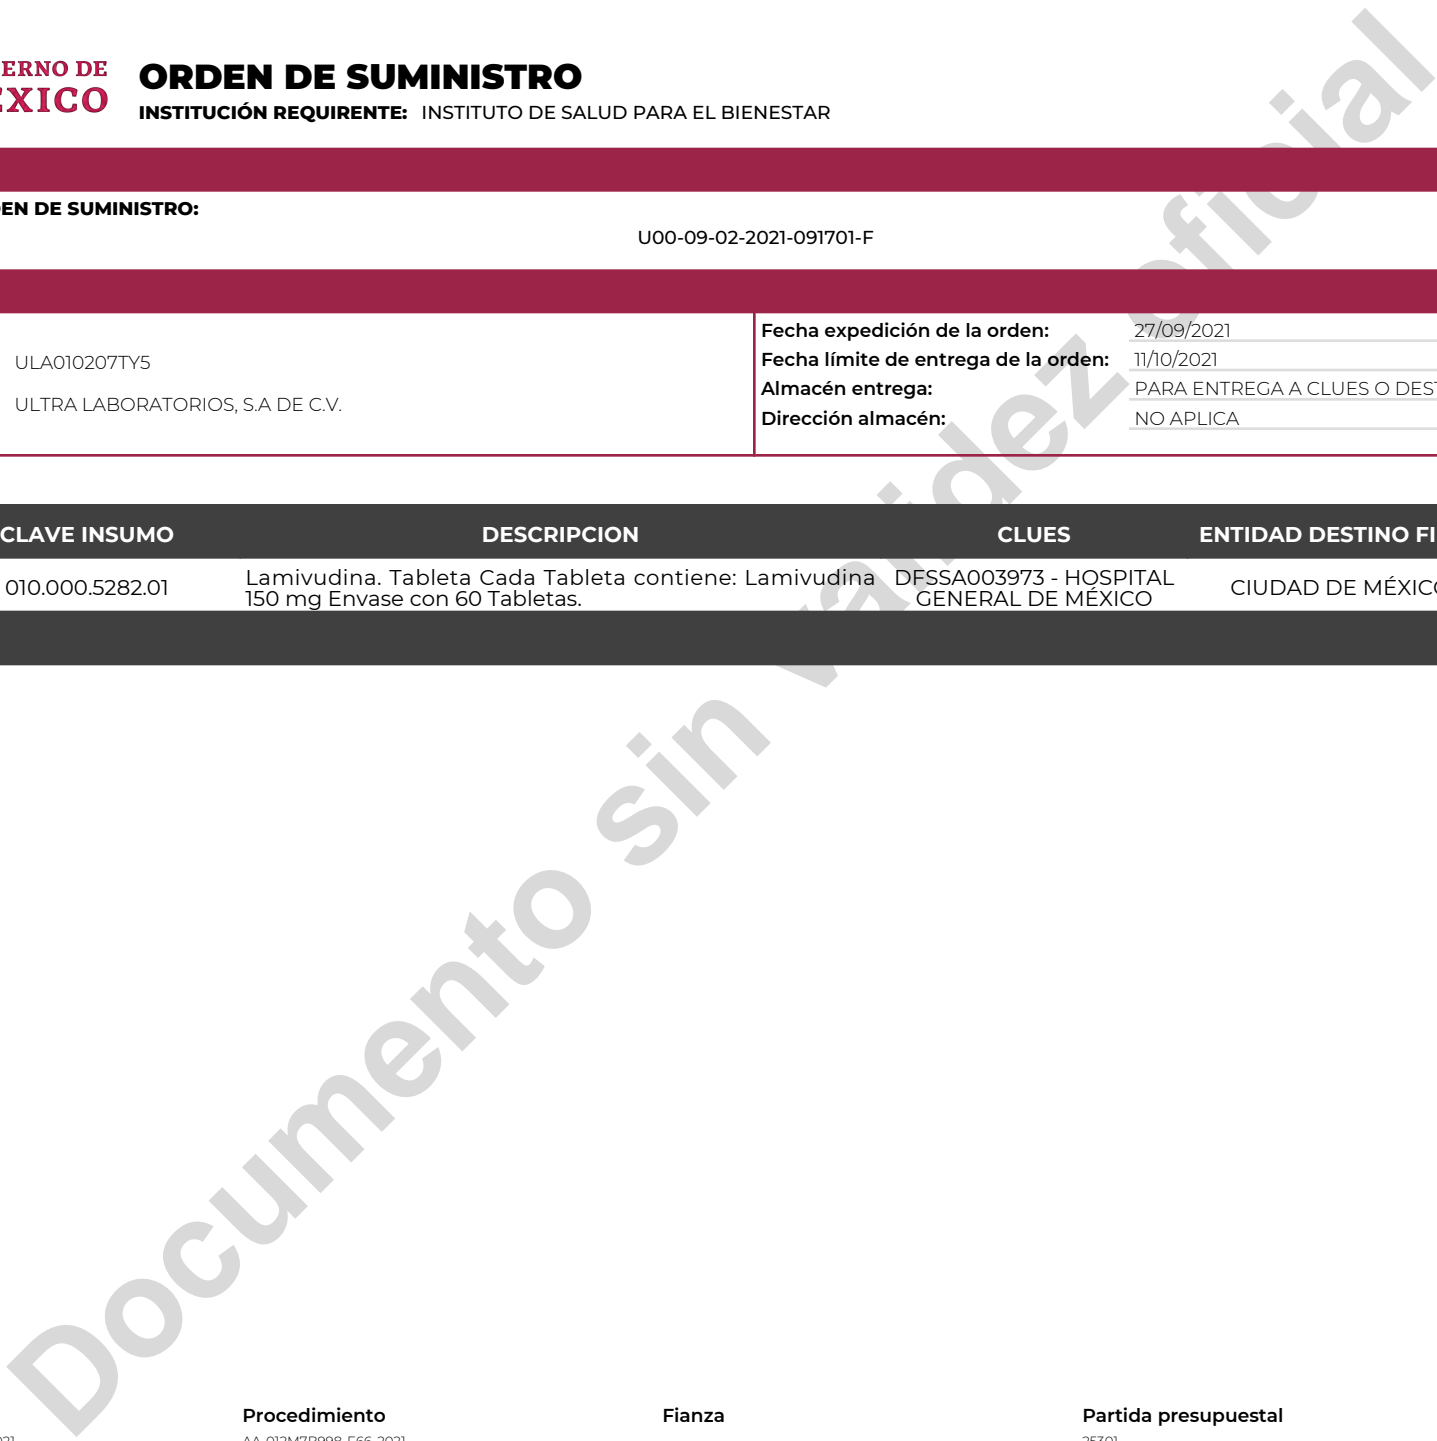 ERNO DE
ÉXICO
ORDEN DE SUMINISTRO
INSTITUCIÓN REQUIRENTE: INSTITUTO DE SALUD PARA EL BIENESTAR
EN DE SUMINISTRO:
U00-09-02-2021-091701-F
ULA010207TY5
ULTRA LABORATORIOS, S.A DE C.V.
Fecha expedición de la orden: 27/09/2021
Fecha límite de entrega de la orden: 11/10/2021
Almacén entrega: PARA ENTREGA A CLUES O DEST
Dirección almacén: NO APLICA
CLAVE INSUMO DESCRIPCION CLUES ENTIDAD DESTINO FI
010.000.5282.01 Lamivudina. Tableta Cada Tableta contiene: Lamivudina DFSSA003973 - HOSPITAL CIUDAD DE MÉXICO
150 mg Envase con 60 Tabletas. GENERAL DE MÉXICO
Documento sin validez oficial
Procedimiento Fianza Partida presupuestal